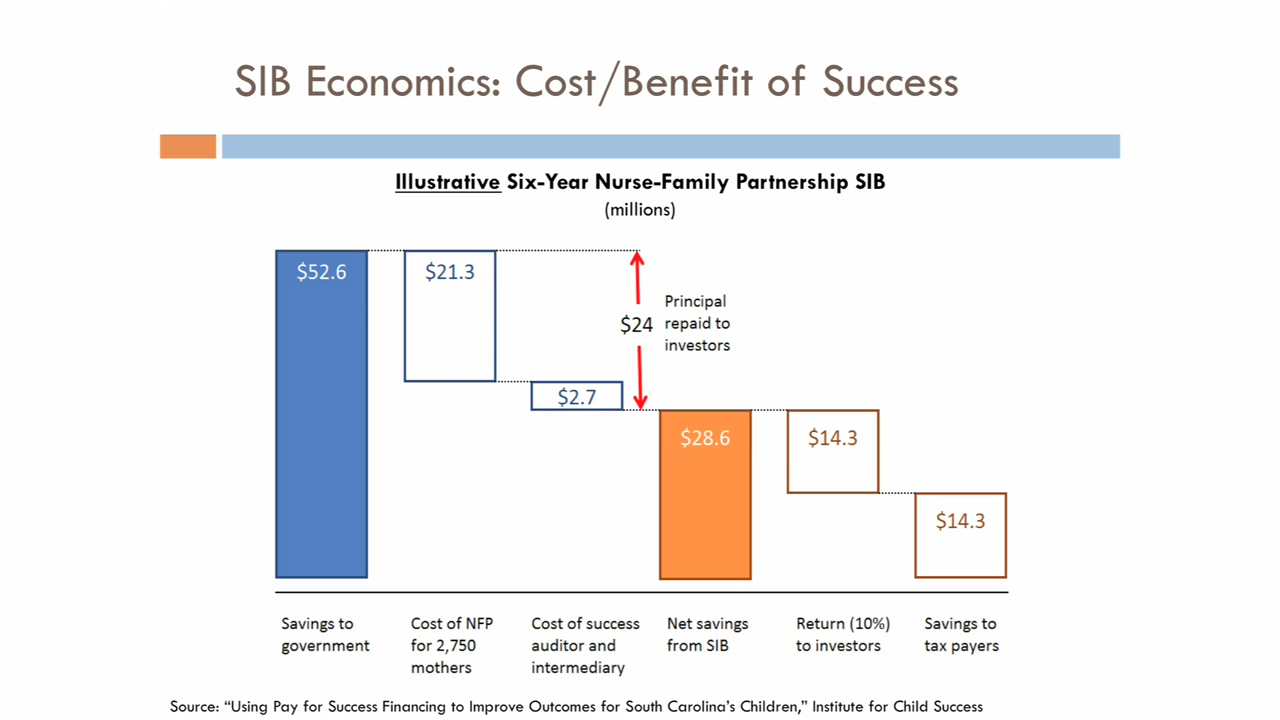 SIB Economics: Cost/Benefit of Success
Illustrative Six-Year Nurse-Family Partnership SIB
(millions)
$52.6
$21.3
$2.7
$24
Principal
repaid to
investors
$28.6
$14.3
$14.3
Savings to
government
Cost of NFP
for 2,750
mothers
Cost of success
auditor and
intermediary
Net savings
from SIB
Return (10%)
to investors
Savings to
tax payers
Source: “Using Pay for Success Financing to Improve Outcomes for South Carolina’s Children,” Institute for Child Success